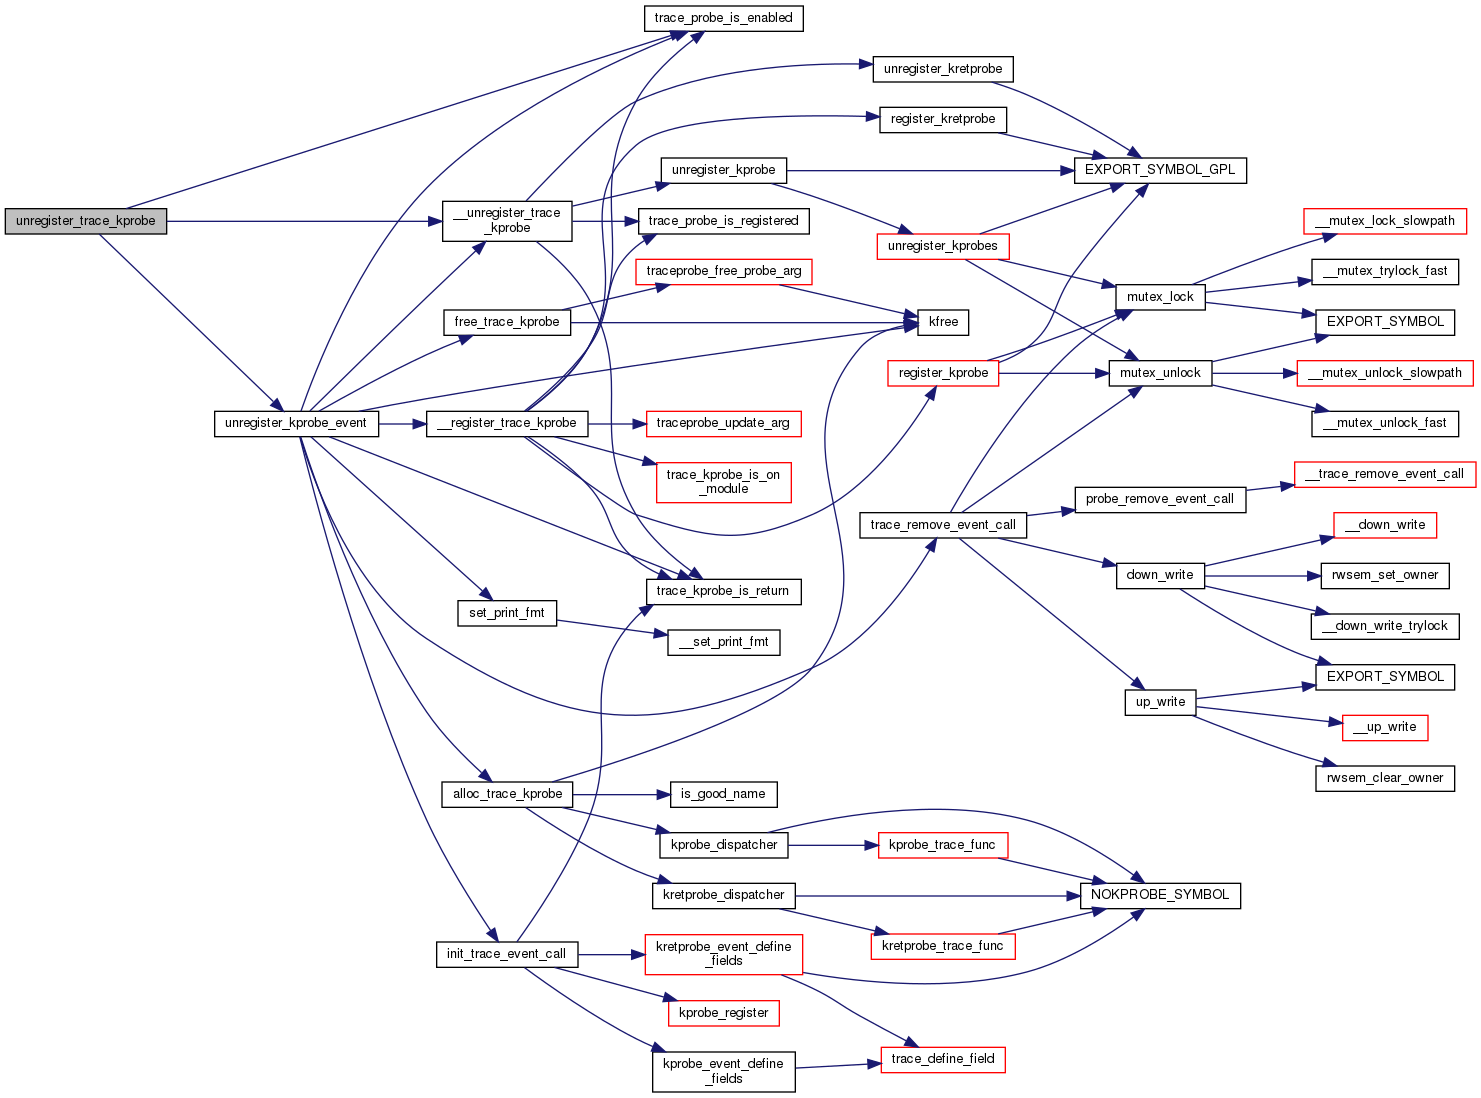 trace_probe_is_enabled
unregister_kretprobe
register_kretprobe
unregister_kprobe
EXPORT_SYMBOL_GPL
unregister_trace_kprobe
__unregister_trace
_kprobe
trace_probe_is_registered
__mutex_lock_slowpath
unregister_kprobes
traceprobe_free_probe_arg
__mutex_trylock_fast
mutex_lock
free_trace_kprobe
kfree
EXPORT_SYMBOL
register_kprobe
mutex_unlock
__mutex_unlock_slowpath
unregister_kprobe_event
__register_trace_kprobe
traceprobe_update_arg
__mutex_unlock_fast
trace_kprobe_is_on
_module
__trace_remove_event_call
probe_remove_event_call
trace_remove_event_call
__down_write
down_write
rwsem_set_owner
trace_kprobe_is_return
set_print_fmt
__down_write_trylock
__set_print_fmt
EXPORT_SYMBOL
up_write
__up_write
rwsem_clear_owner
alloc_trace_kprobe
is_good_name
kprobe_dispatcher
kprobe_trace_func
kretprobe_dispatcher
NOKPROBE_SYMBOL
kretprobe_trace_func
init_trace_event_call
kretprobe_event_define
_fields
kprobe_register
trace_define_field
kprobe_event_define
_fields